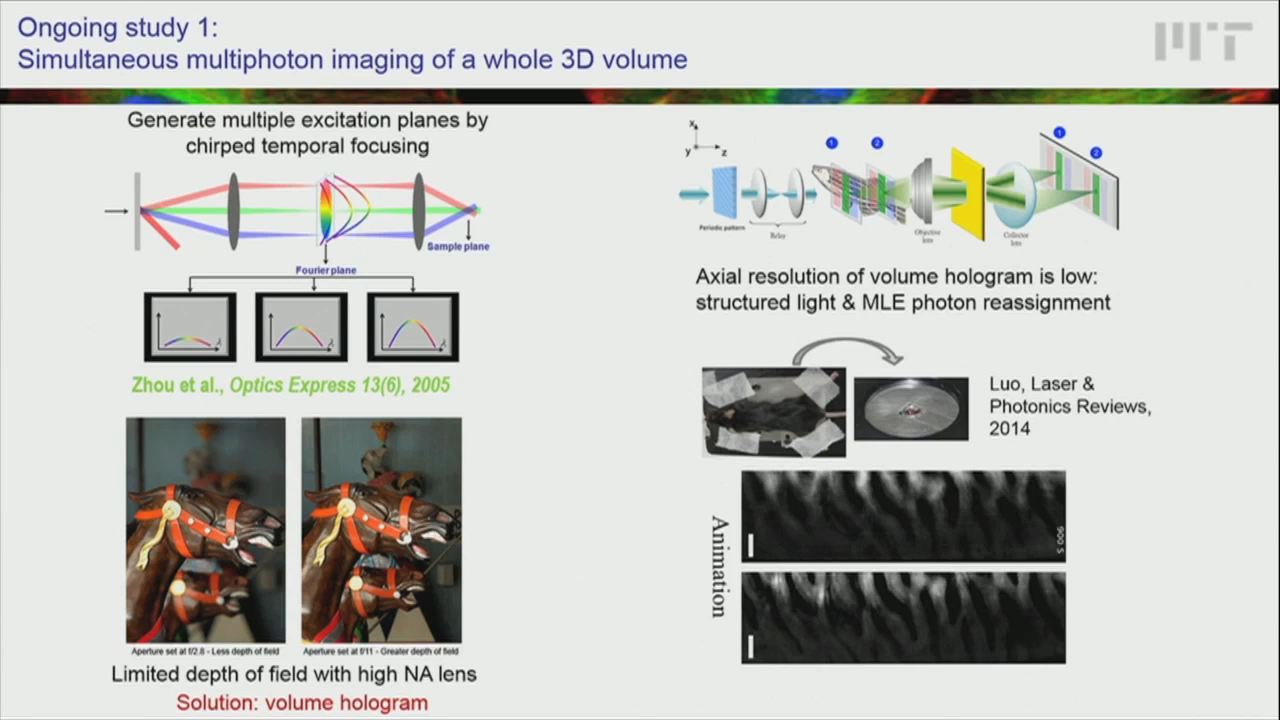 Ongoing study 1:
Simultaneous multiphoton imaging of a whole 3D volume
MIT
Generate multiple excitation planes by
chirped temporal focusing
Sample plane
Fourier plane
λ
λ
λ
Zhou et al., Optics Express 13(6), 2005
Aperture set at f/2.8 - Less depth of field
Aperture set at f/11 - Greater depth of field
Limited depth of field with high NA lens
Solution: volume hologram
x
y
z
1
2
1
2
Periodic pattern
Relay
Objective
lens
Collector
lens
Axial resolution of volume hologram is low:
structured light & MLE photon reassignment
Luo, Laser &
Photonics Reviews,
2014
Animation
900 S